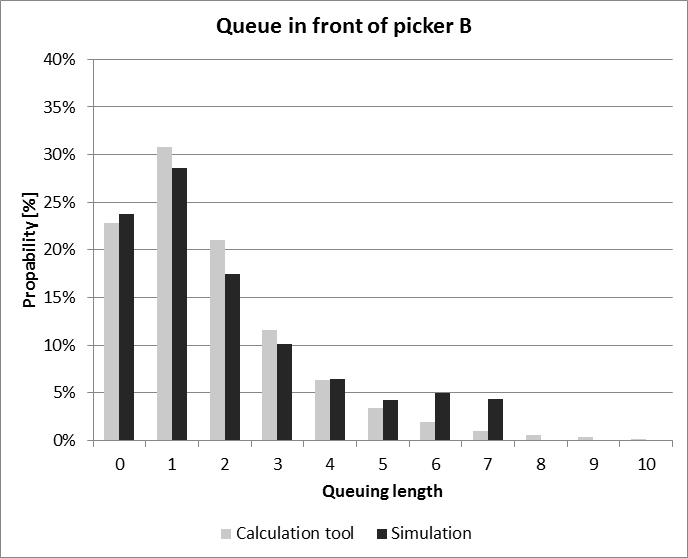 Queue in front of picker B
40%
35%
30%
25%
20%
15%
10%
5%
0%
Propability [%]
0 1 2 3 4 5 6 7 8 9 10
Queuing length
Calculation tool Simulation